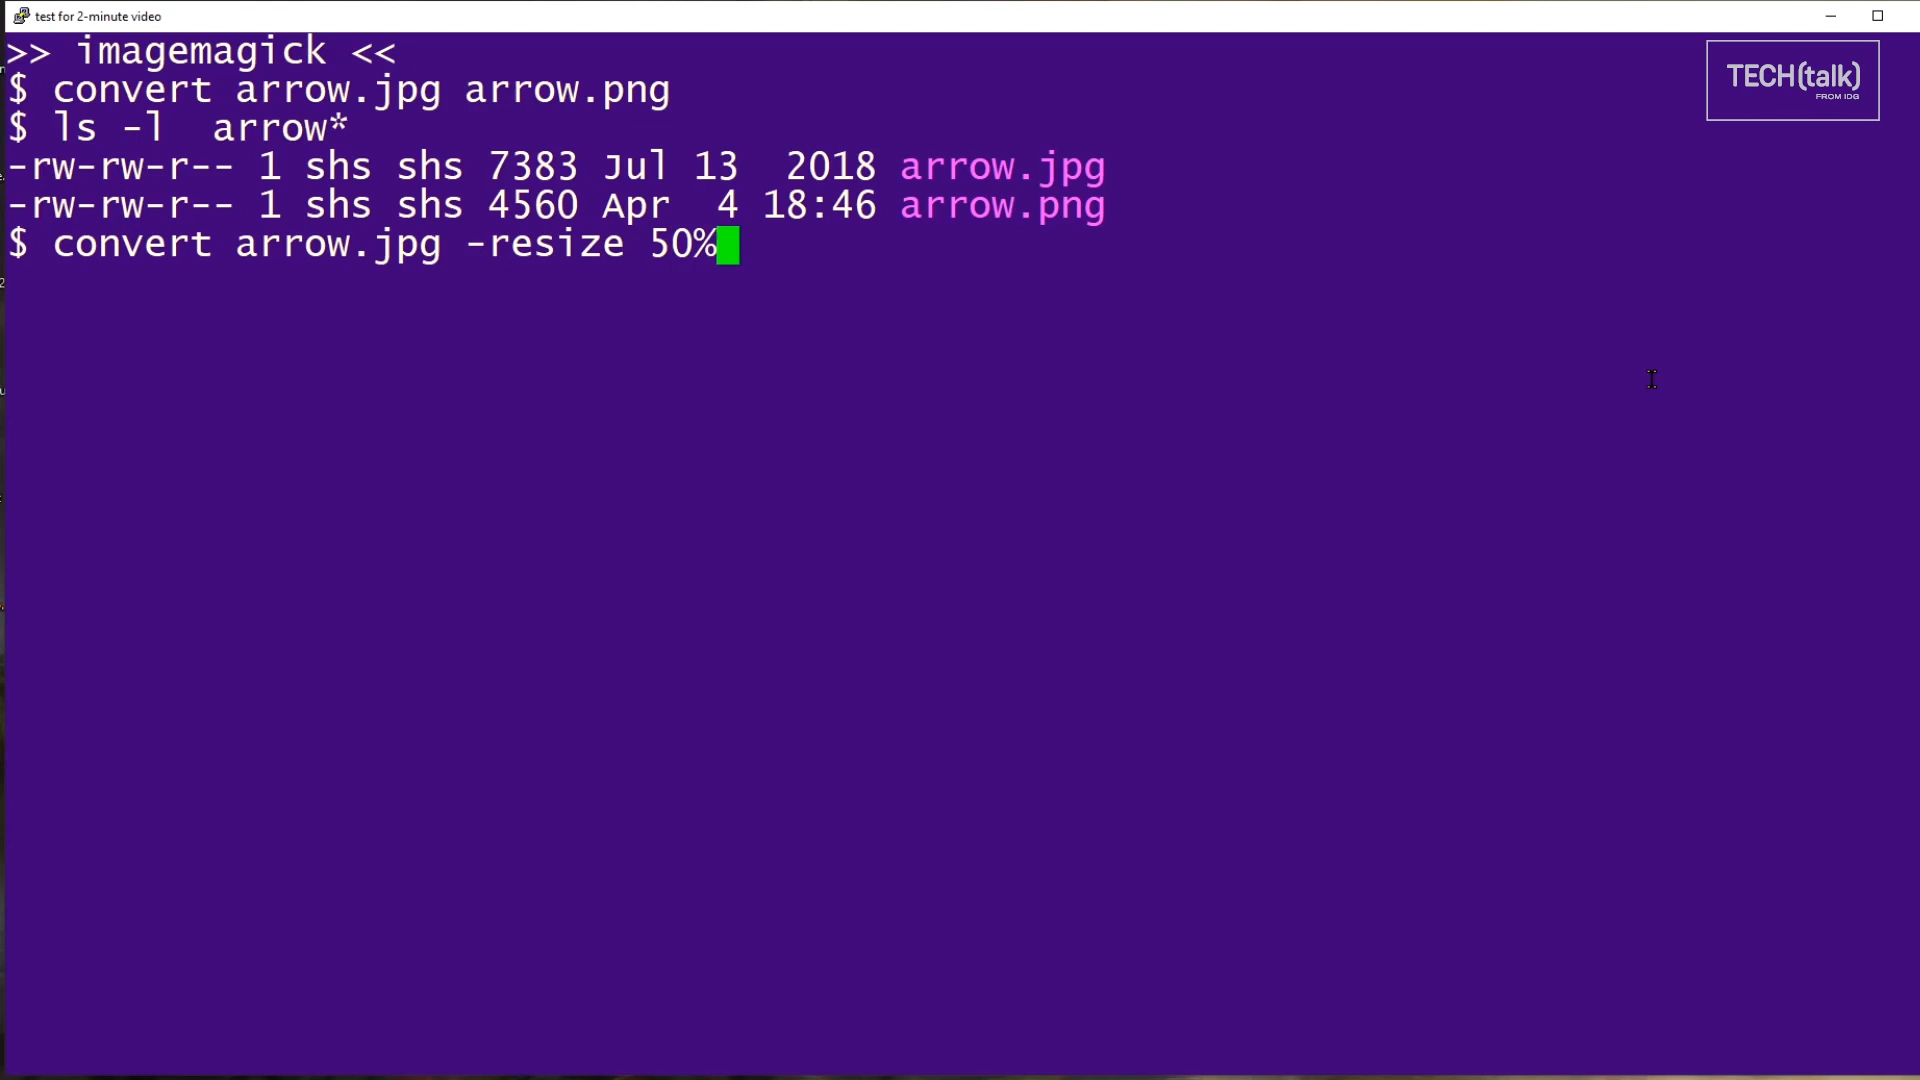 test for 2-minute video
>> imagemagick <<
$ convert arrow.jpg arrow.png
$ ls -l  arrow*
-rw-rw-r-- 1 shs shs 7383 Jul 13  2018 arrow.jpg
-rw-rw-r-- 1 shs shs 4560 Apr  4 18:46 arrow.png
$ convert arrow.jpg -resize 50%
TECH(talk)
FROM IDG